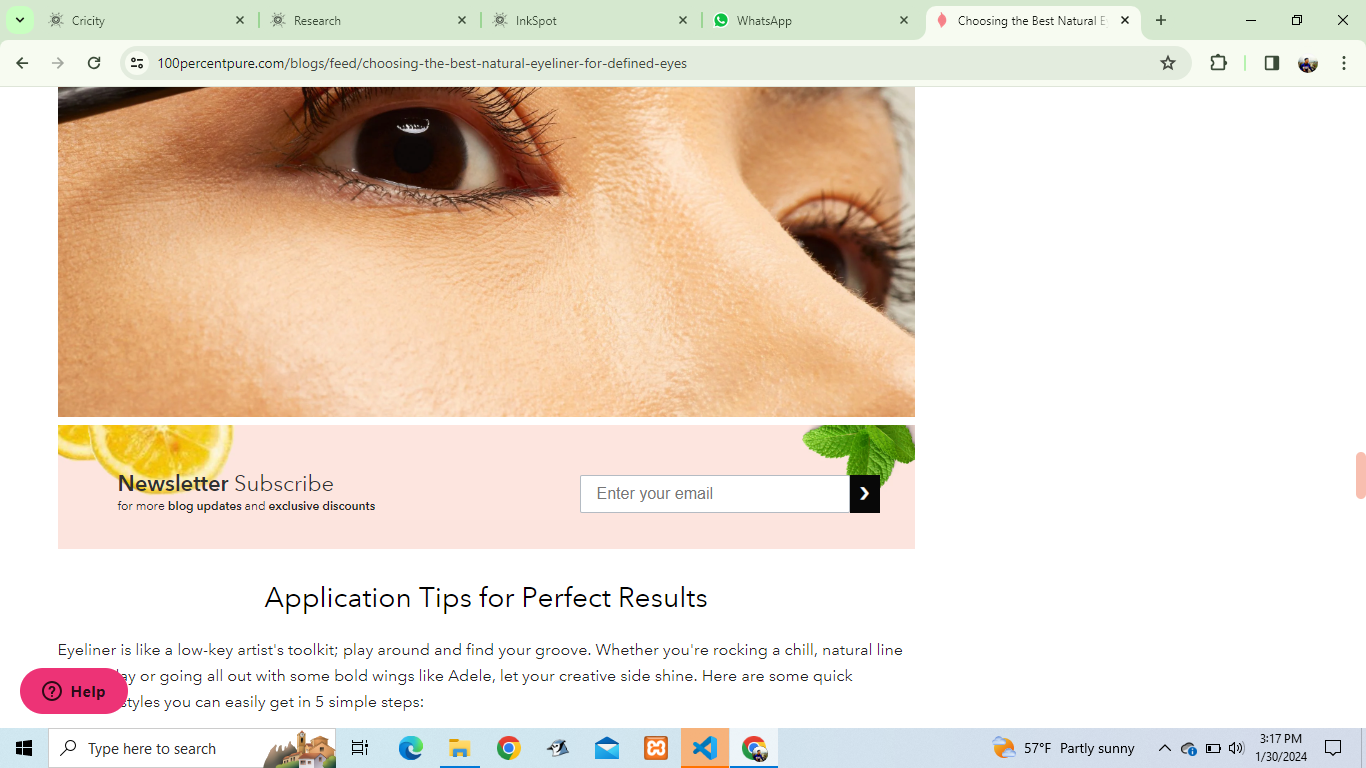 Cricity
Research
InkSpot
WhatsApp
Choosing the Best Natural Ey
100percentpure.com/blogs/feed/choosing-the-best-natural-eyeliner-for-defined-eyes
Newsletter Subscribe
for more blog updates and exclusive discounts
Enter your email
Application Tips for Perfect Results
Eyeliner is like a low-key artist's toolkit; play around and find your groove. Whether you're rocking a chill, natural line
or going all out with some bold wings like Adele, let your creative side shine. Here are some quick
styles you can easily get in 5 simple steps:
Help
Type here to search
57°F Partly sunny
3:17 PM
1/30/2024